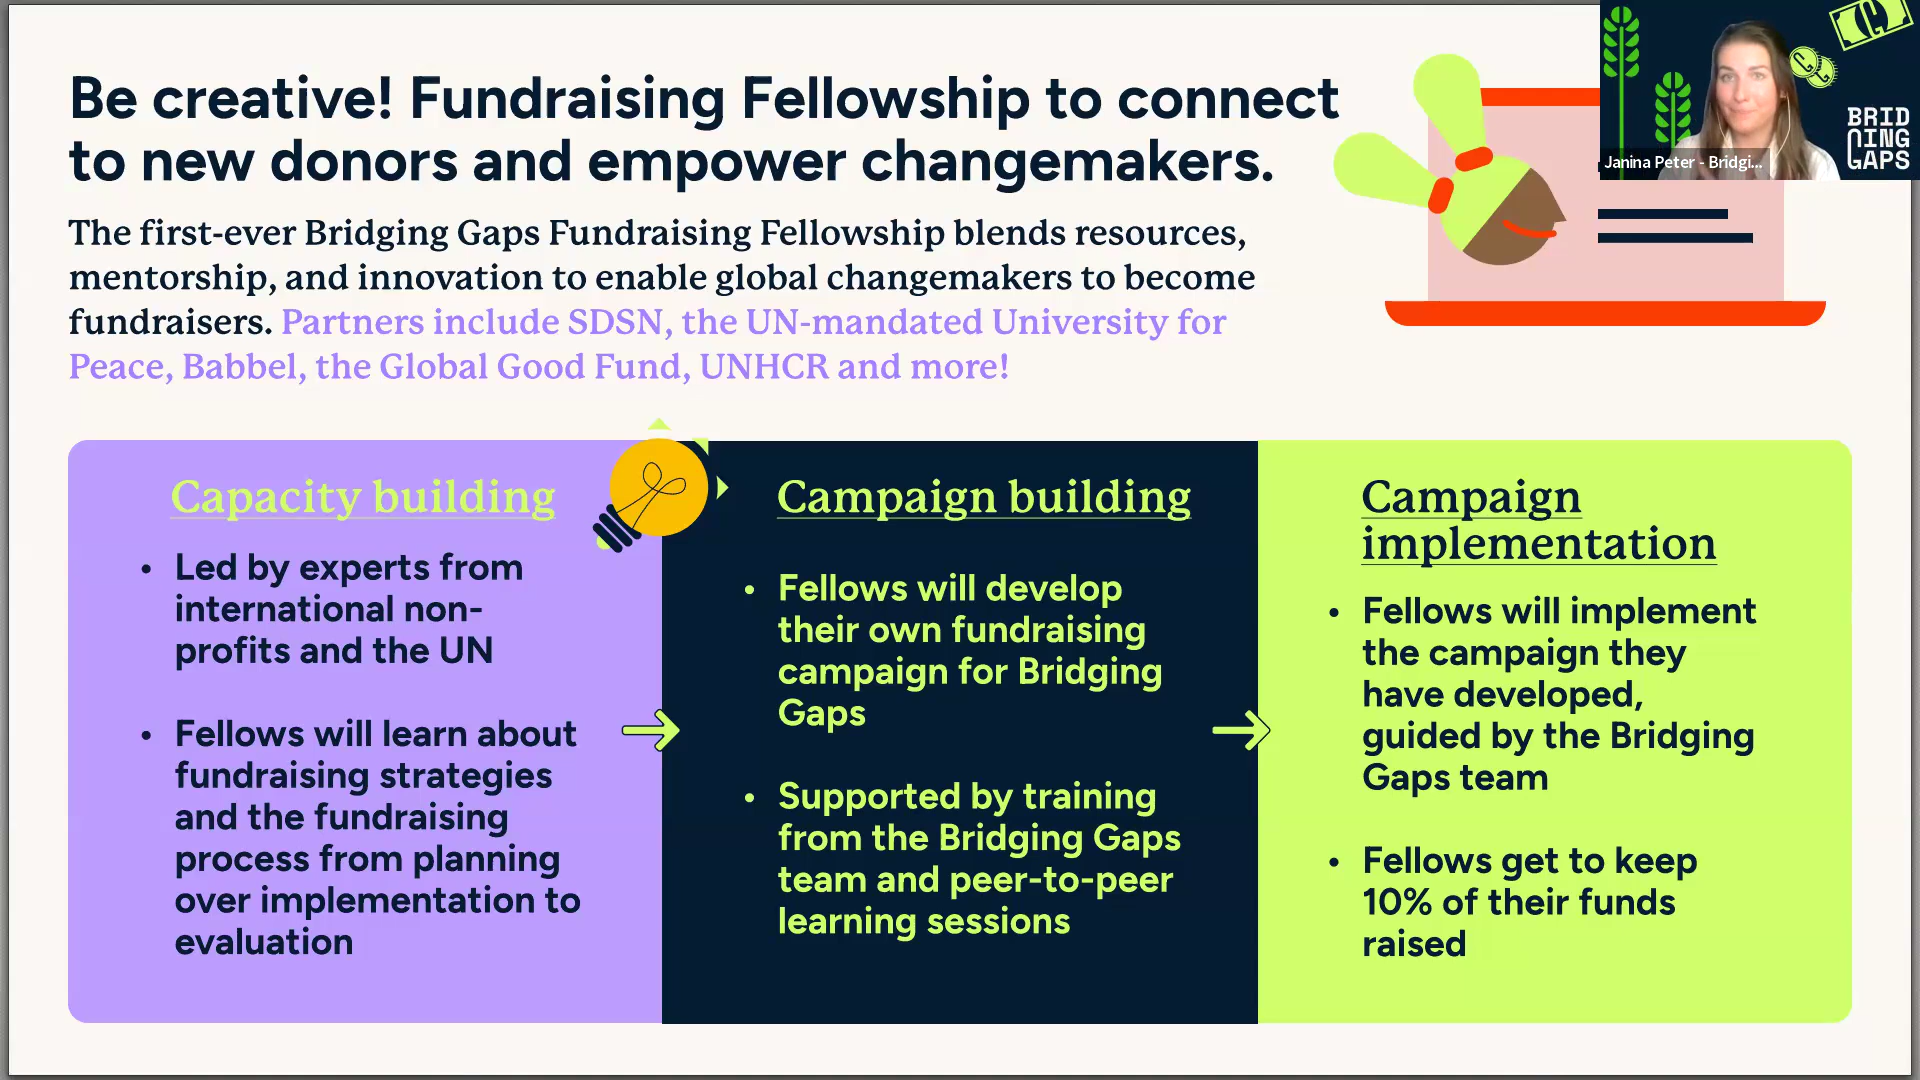 Be creative! Fundraising Fellowship to connect
to new donors and empower changemakers.
The first-ever Bridging Gaps Fundraising Fellowship blends resources,
mentorship, and innovation to enable global changemakers to become
fundraisers. Partners include SDSN, the UN-mandated University for
Peace, Babbel, the Global Good Fund, UNHCR and more!
Janina Peter - Bridgi...
BRID
GING
GAPS
Capacity building
• Led by experts from
international non-
profits and the UN
• Fellows will learn about
fundraising strategies
and the fundraising
process from planning
over implementation to
evaluation
Campaign building
• Fellows will develop
their own fundraising
campaign for Bridging
Gaps
• Supported by training
from the Bridging Gaps
team and peer-to-peer
learning sessions
Campaign
implementation
• Fellows will implement
the campaign they
have developed,
guided by the Bridging
Gaps team
• Fellows get to keep
10% of their funds
raised